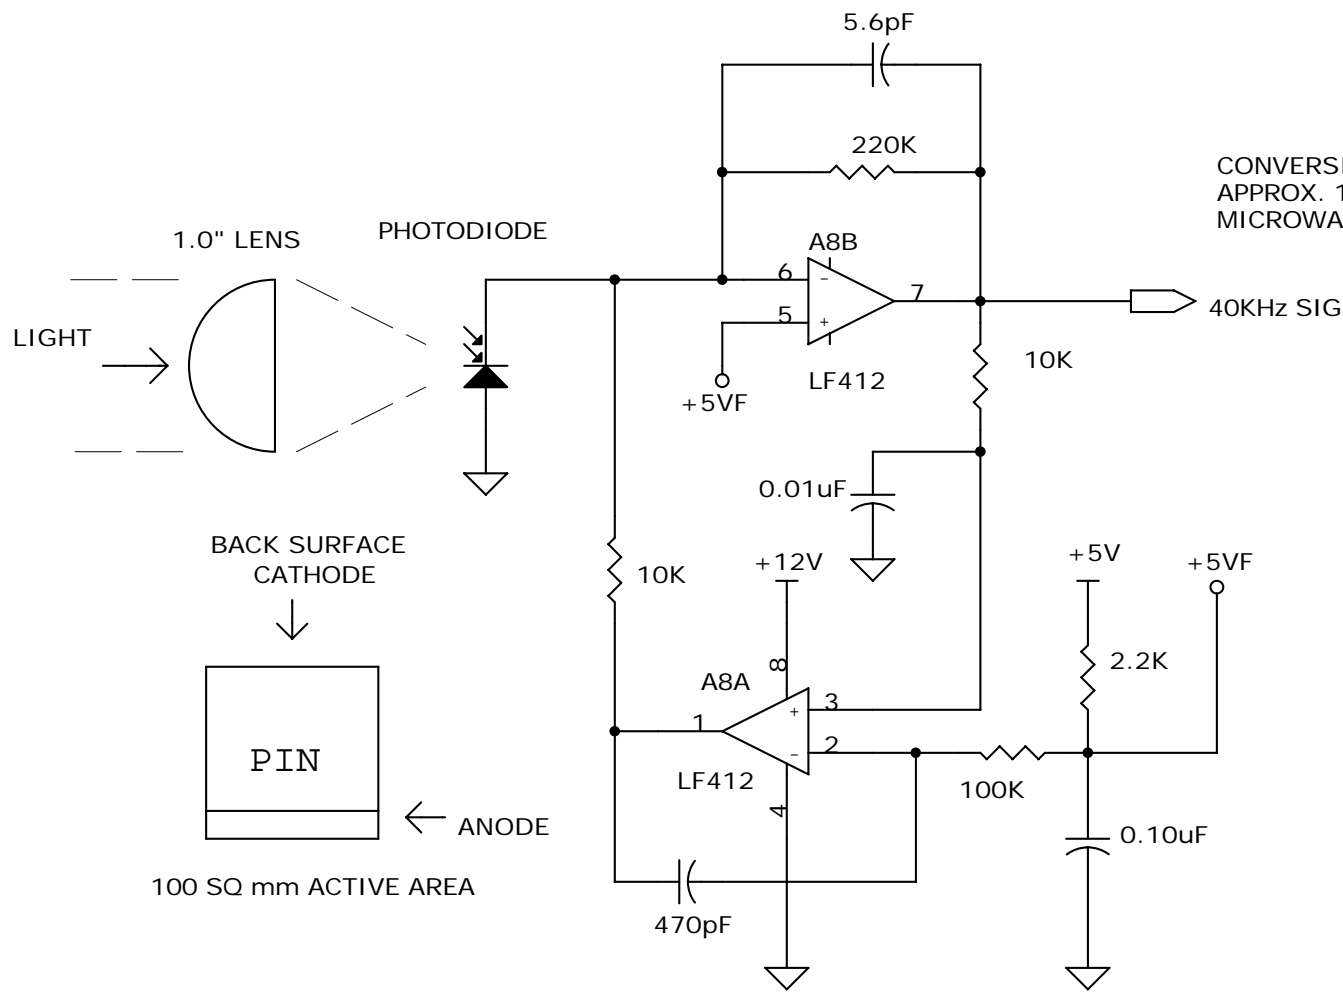 5.6pF
220K
CONVERSI
APPROX. 1
MICROWA
1.0" LENS
PHOTODIODE
A8B
6
-
7
5
+
LIGHT
40KHz SIG
LF412
+5VF
10K
0.01uF
BACK SURFACE
CATHODE
10K
+12V
+5V
+5VF
8
2.2K
A8A
3
+
1
2
-
PIN
LF412
100K
4
ANODE
0.10uF
100 SQ mm ACTIVE AREA
470pF